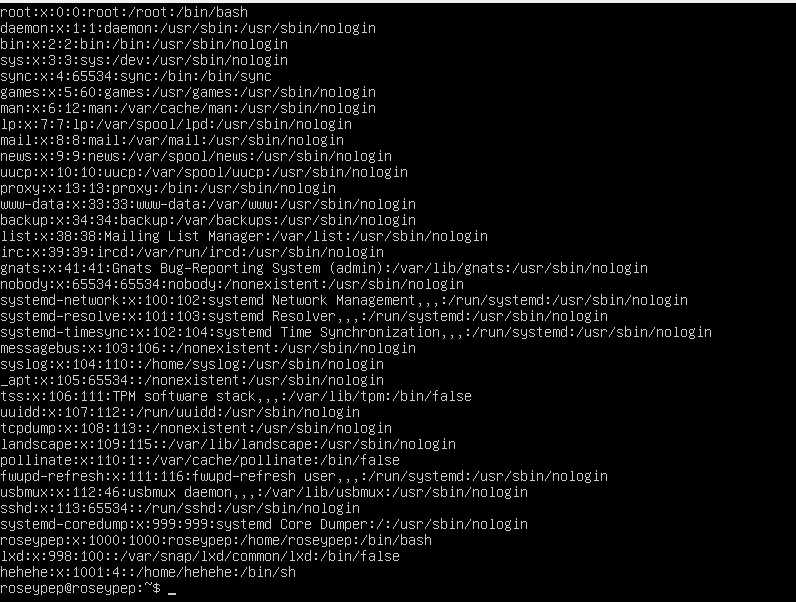 root:x:0:0:root:/root:/bin/bash
daemon:x:1:1:daemon:/usr/sbin:/usr/sbin/nologin
bin:x:2:2:bin:/bin:/usr/sbin/nologin
sys:x:3:3:sys:/dev:/usr/sbin/nologin
sync:x:4:65534:sync:/bin:/bin/sync
games:x:5:60:games:/usr/games:/usr/sbin/nologin
man:x:6:12:man:/var/cache/man:/usr/sbin/nologin
lp:x:7:7:lp:/var/spool/lpd:/usr/sbin/nologin
mail:x:8:8:mail:/var/mail:/usr/sbin/nologin
news:x:9:9:news:/var/spool/news:/usr/sbin/nologin
uucp:x:10:10:uucp:/var/spool/uucp:/usr/sbin/nologin
proxy:x:13:13:proxy:/bin:/usr/sbin/nologin
www-data:x:33:33:www-data:/var/www:/usr/sbin/nologin
backup:x:34:34:backup:/var/backups:/usr/sbin/nologin
list:x:38:38:Mailing List Manager:/var/list:/usr/sbin/nologin
irc:x:39:39:ircd:/var/run/ircd:/usr/sbin/nologin
gnats:x:41:41:Gnats Bug-Reporting System (admin):/var/lib/gnats:/usr/sbin/nologin
nobody:x:65534:65534:nobody:/nonexistent:/usr/sbin/nologin
systemd-network:x:100:102:systemd Network Management,,,:/run/systemd:/usr/sbin/nologin
systemd-resolve:x:101:103:systemd Resolver,,,:/run/systemd:/usr/sbin/nologin
systemd-timesync:x:102:104:systemd Time Synchronization,,,:/run/systemd:/usr/sbin/nologin
messagebus:x:103:106::/nonexistent:/usr/sbin/nologin
syslog:x:104:110::/home/syslog:/usr/sbin/nologin
_apt:x:105:65534::/nonexistent:/usr/sbin/nologin
tss:x:106:111:TPM software stack,,,:/var/lib/tpm:/bin/false
uuidd:x:107:112::/run/uuidd:/usr/sbin/nologin
tcpdump:x:108:113::/nonexistent:/usr/sbin/nologin
landscape:x:109:115::/var/lib/landscape:/usr/sbin/nologin
pollinate:x:110:1::/var/cache/pollinate:/bin/false
fwupd-refresh:x:111:116:fwupd-refresh user,,,:/run/systemd:/usr/sbin/nologin
usbmux:x:112:46:usbmux daemon,,,:/var/lib/usbmux:/usr/sbin/nologin
sshd:x:113:65534::/run/sshd:/usr/sbin/nologin
systemd-coredump:x:999:999:systemd Core Dumper:/:/usr/sbin/nologin
roseypep:x:1000:1000:roseypep:/home/roseypep:/bin/bash
lxd:x:998:100::/var/snap/lxd/common/lxd:/bin/false
hehehe:x:1001:4::/home/hehehe:/bin/sh
roseypep@roseypep:~$ _